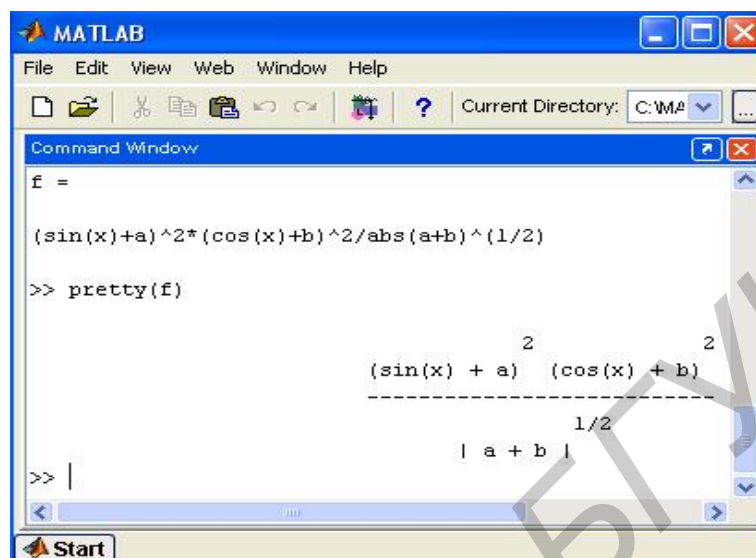 MATLAB
File Edit View Web Window Help
? Current Directory: C:\MA ...
Command Window
f =
(sin(x)+a)^2*(cos(x)+b)^2/abs(a+b)^(1/2)
>> pretty(f)
2 2
(sin(x) + a) (cos(x) + b)
---------------------------
1/2
| a + b |
>>
Start
БГУ